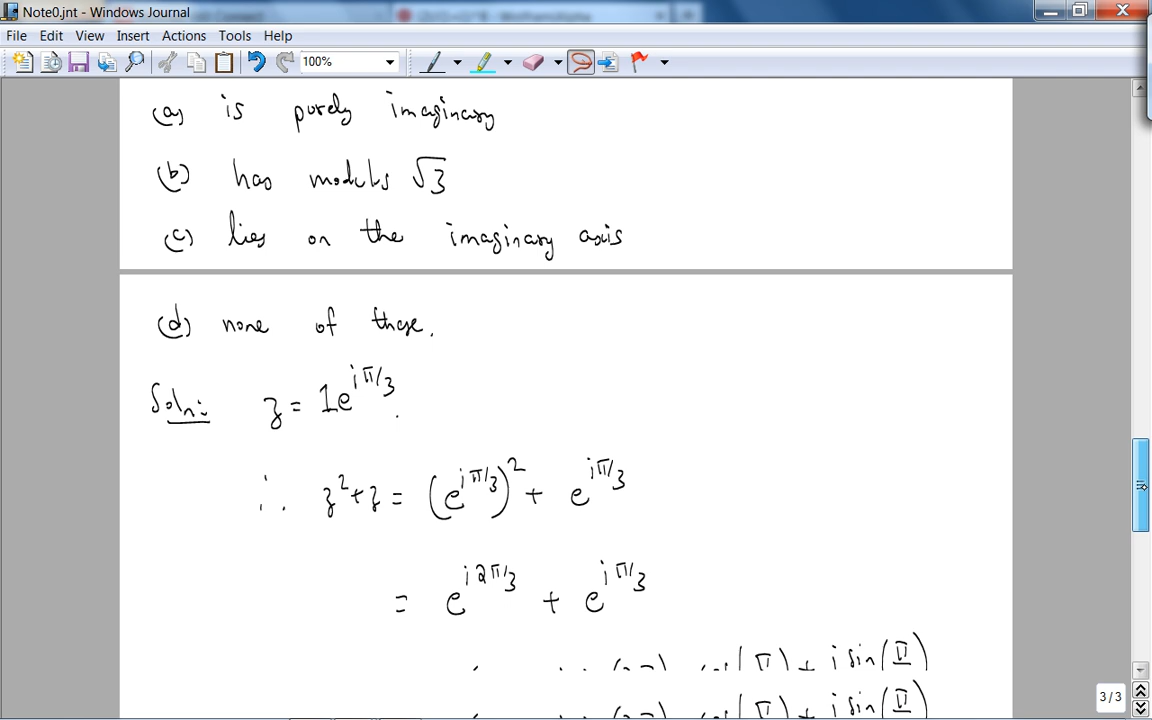 Note0.jnt - Windows Journal
File Edit View Insert Actions Tools Help
100%
(a) is purely imaginary
(b) has modulus √3
(c) lies on the imaginary axis
(d) none of these.
Soln: z = 1e^{iπ/3}.
∴ z²+z = (e^{iπ/3})² + e^{iπ/3}
= e^{i2π/3} + e^{iπ/3}
+ i sin(π)
+ i sin(π)
3/3